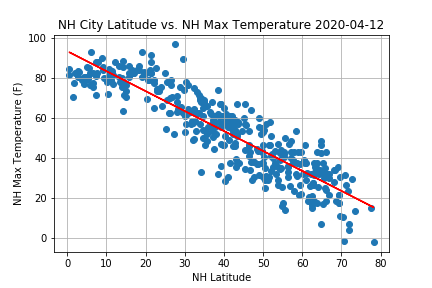 NH City Latitude vs. NH Max Temperature 2020-04-12
100
80
60
40
20
0
NH Max Temperature (F)
0 10 20 30 40 50 60 70 80
NH Latitude